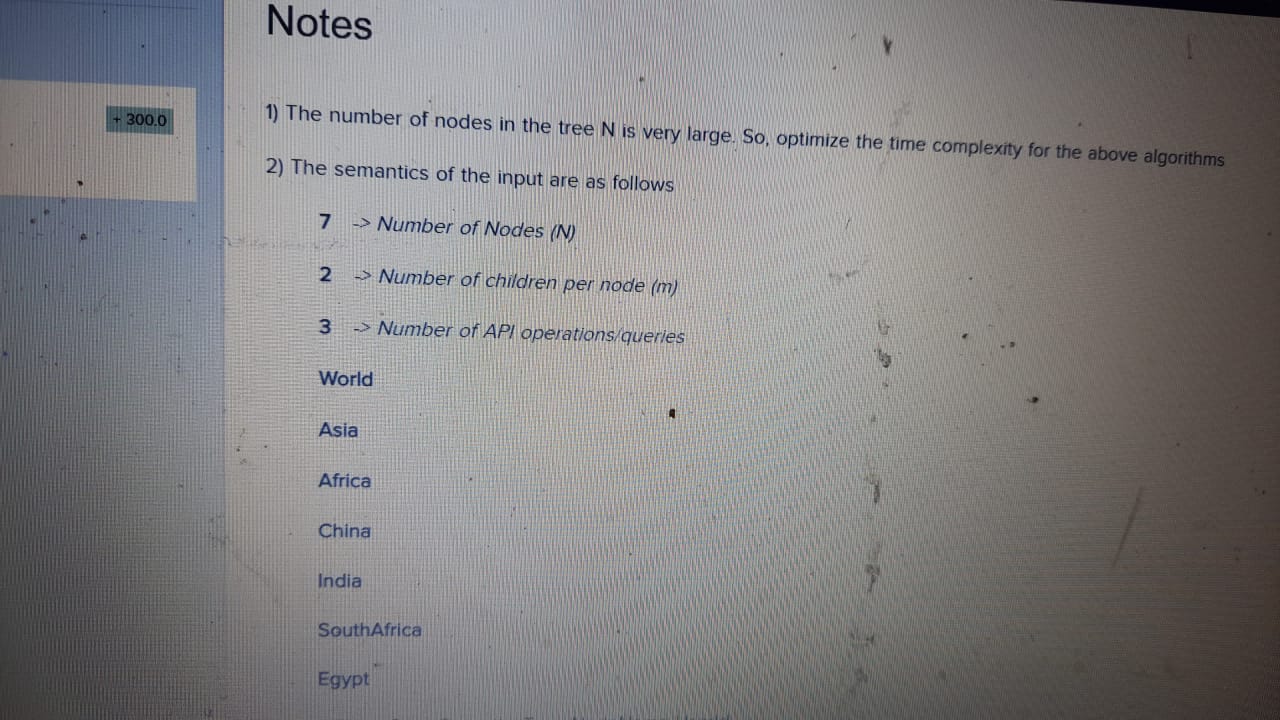 Notes
+ 300.0
1) The number of nodes in the tree N is very large. So, optimize the time complexity for the above algorithms
2) The semantics of the input are as follows
7 -> Number of Nodes (N)
2 -> Number of children per node (m)
3 -> Number of API operations/queries
World
Asia
Africa
China
India
SouthAfrica
Egypt